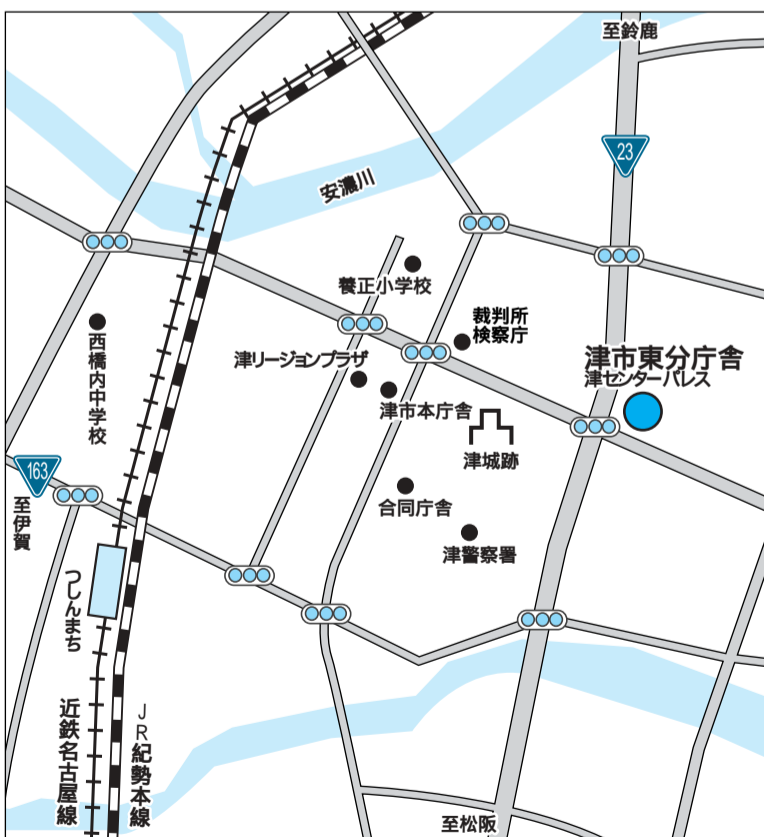 至鈴鹿
23
安濃川
養正小学校
裁判所
検察庁
津市東分庁舎
津センターパレス
津リージョンプラザ
津市本庁舎
西橋内中学校
津城跡
163
至伊賀
合同庁舎
津警察署
つしんまち
近鉄名古屋線
JR紀勢本線
至松阪